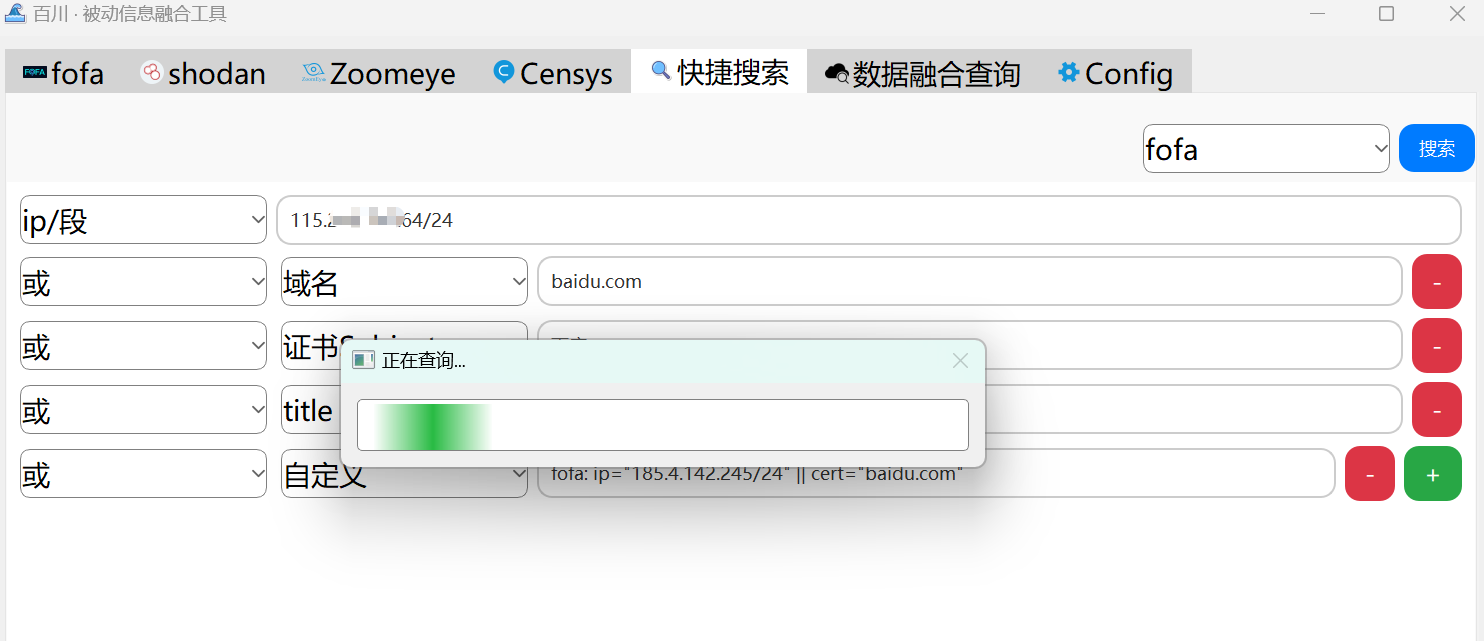 百川 · 被动信息融合工具
FOFA fofa shodan ZoomEye Zoomeye C Censys 快捷搜索 数据融合查询 Config
fofa 搜索
ip/段 115. 64/24
或 域名 baidu.com -
或 证书 -
正在查询...
或 title -
或 自定义 fofa: ip="185.4.142.245/24" || cert="baidu.com" - +